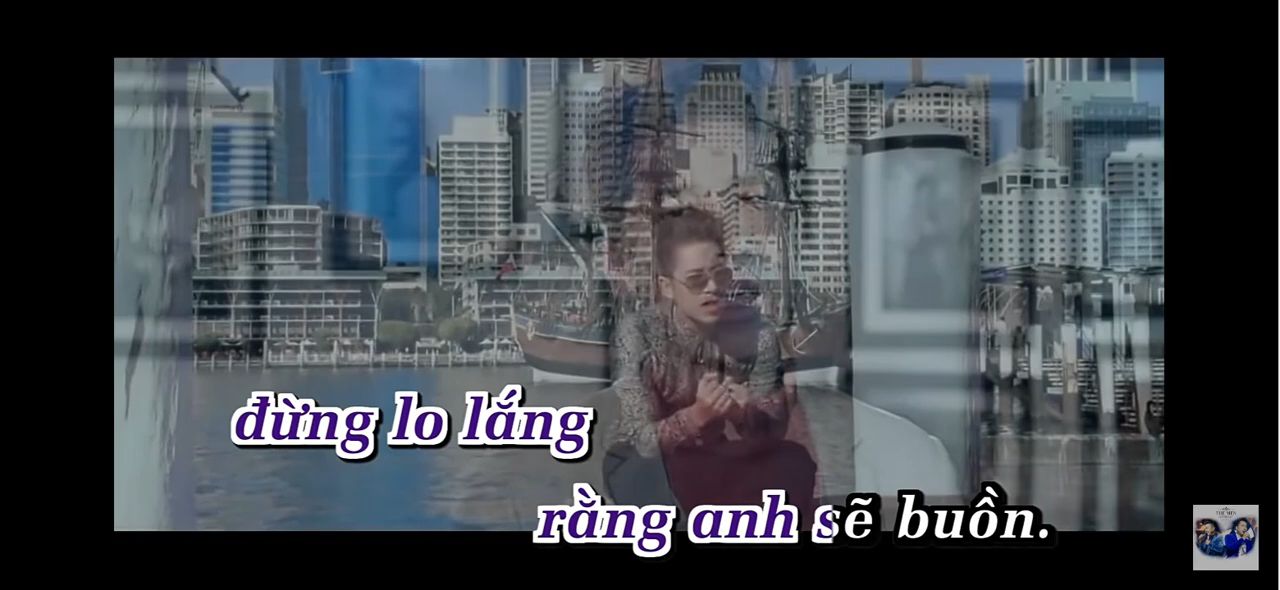 đừng lo lắng
rằng anh sẽ buồn.